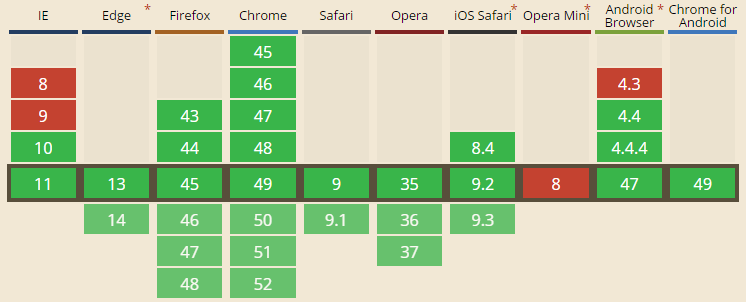 IE Edge * Firefox Chrome Safari Opera iOS Safari * Opera Mini * Android Browser * Chrome for Android
45
8 46 4.3
9 43 47 4.4
10 44 48 8.4 4.4.4
11 13 45 49 9 35 9.2 8 47 49
14 46 50 9.1 36 9.3
47 51 37
48 52